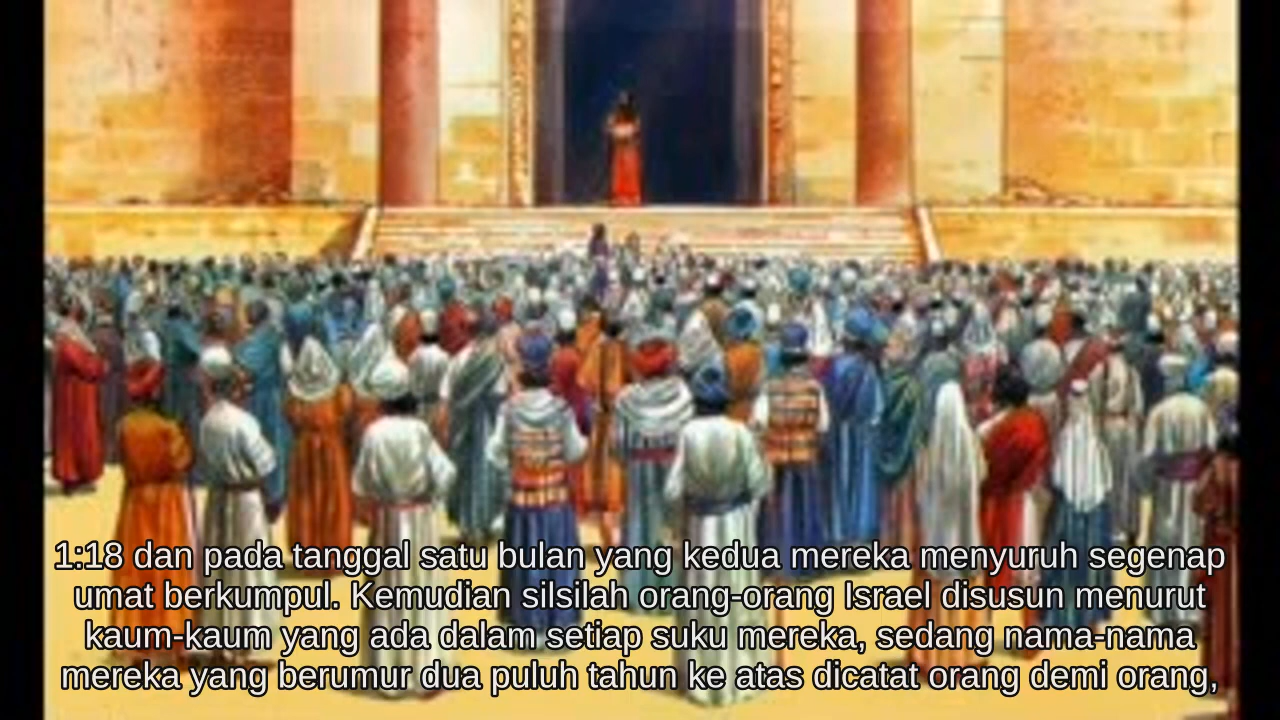 1:18 dan pada tanggal satu bulan yang kedua mereka menyuruh segenap
umat berkumpul. Kemudian silsilah orang-orang Israel disusun menurut
kaum-kaum yang ada dalam setiap suku mereka, sedang nama-nama
mereka yang berumur dua puluh tahun ke atas dicatat orang demi orang,